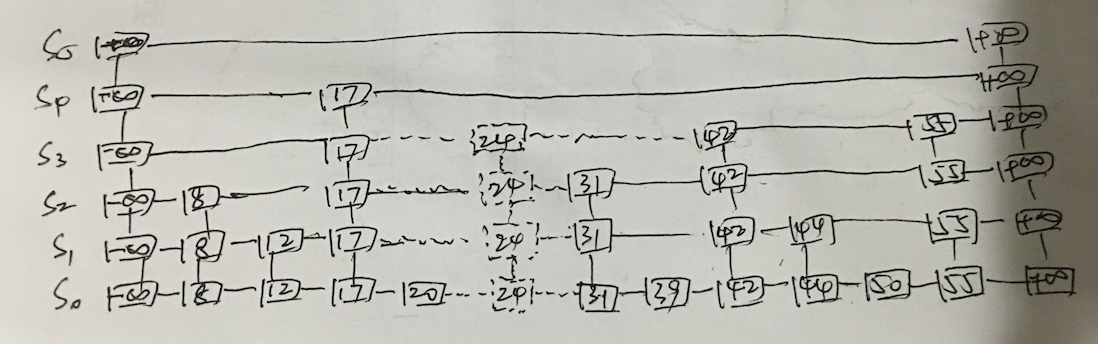 S5 -∞ +∞
Sp -∞ 17 +∞
S3 -∞ 17 24 42 55 +∞
S2 -∞ 8 17 24 31 42 55 +∞
S1 -∞ 8 12 17 24 31 42 44 55 +∞
S0 -∞ 8 12 17 20 24 31 39 42 44 50 55 +∞